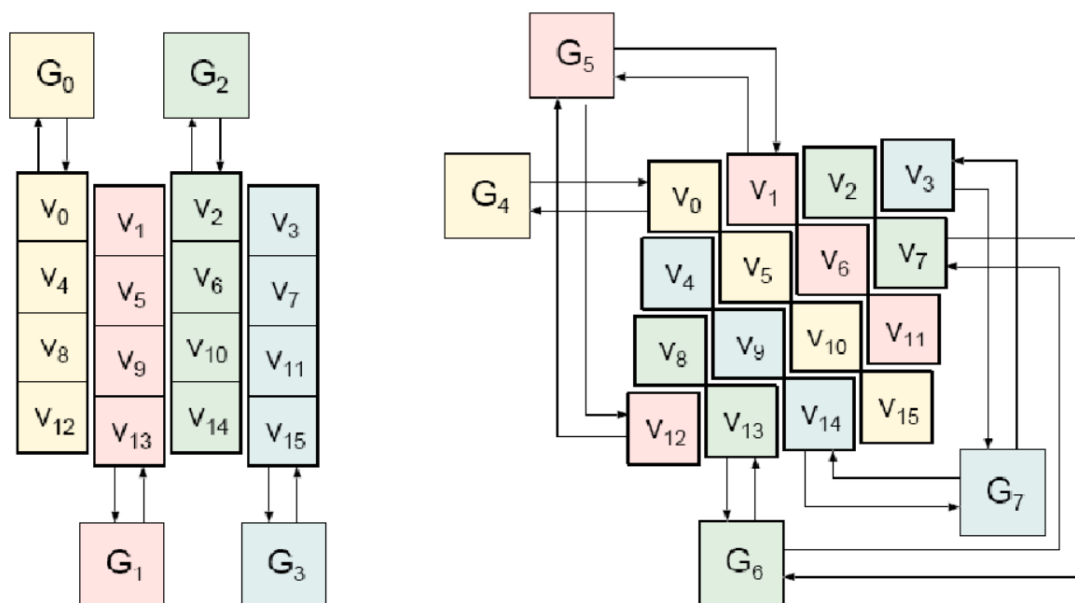 G₀
G₂
V₀
V₄
V₈
V₁₂
V₁
V₅
V₉
V₁₃
V₂
V₆
V₁₀
V₁₄
V₃
V₇
V₁₁
V₁₅
G₁
G₃
G₅
G₄
V₀
V₁
V₂
V₃
V₄
V₅
V₆
V₇
V₈
V₉
V₁₀
V₁₁
V₁₂
V₁₃
V₁₄
V₁₅
G₇
G₆